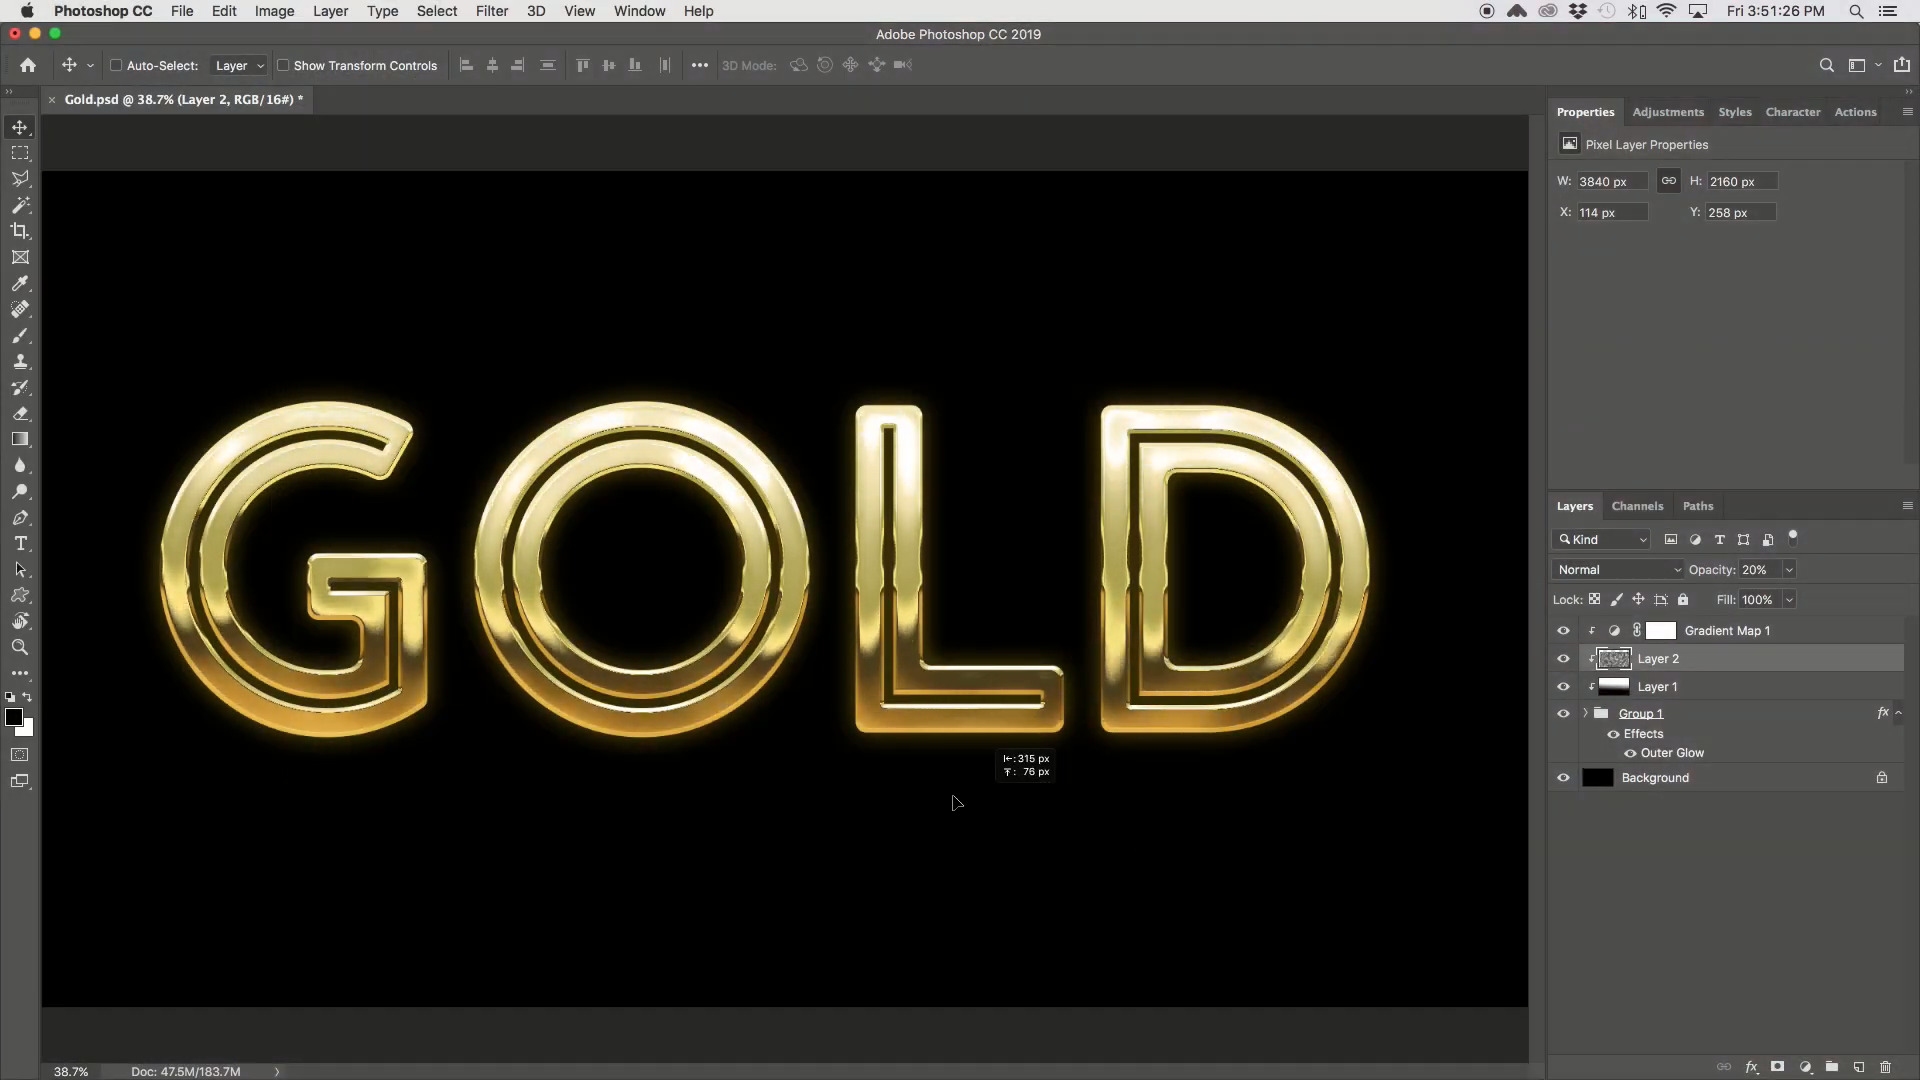 Photoshop CC File Edit Image Layer Type Select Filter 3D View Window Help Fri 3:51:26 PM
Adobe Photoshop CC 2019
Auto-Select: Layer Show Transform Controls 3D Mode:
Gold.psd @ 38.7% (Layer 2, RGB/16#) *
Properties Adjustments Styles Character Actions
Pixel Layer Properties
W: 3840 px H: 2160 px
X: 114 px Y: 258 px
GOLD
315 px
76 px
Layers Channels Paths
Kind
Normal Opacity: 20%
Lock: Fill: 100%
Gradient Map 1
Layer 2
Layer 1
Group 1 fx
Effects
Outer Glow
Background
38.7% Doc: 47.5M/183.7M
fx